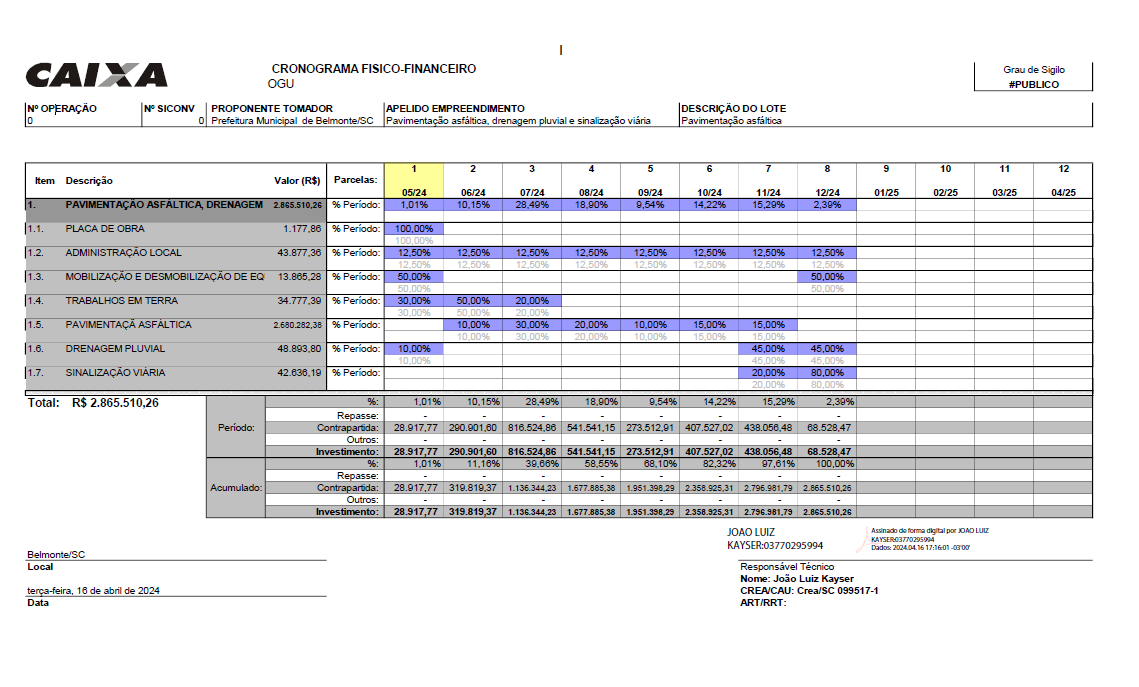 CAIXA
CRONOGRAMA FISICO-FINANCEIRO
OGU
Grau de Sigilo
#PUBLICO
Nº OPERAÇÃO Nº SICONV PROPONENTE TOMADOR APELIDO EMPREENDIMENTO DESCRIÇÃO DO LOTE
0 0 Prefeitura Municipal de Belmonte/SC Pavimentação asfáltica, drenagem pluvial e sinalização viária Pavimentação asfáltica
1 2 3 4 5 6 7 8 9 10 11 12
Item Descrição Valor (R$) Parcelas:
05/24 06/24 07/24 08/24 09/24 10/24 11/24 12/24 01/25 02/25 03/25 04/25
1. PAVIMENTAÇÃO ASFÁLTICA, DRENAGEM 2.865.510,26 % Período: 1,01% 10,15% 28,49% 18,90% 9,54% 14,22% 15,29% 2,39%
1.1. PLACA DE OBRA 1.177,86 % Período: 100,00%
100,00%
1.2. ADMINISTRAÇÃO LOCAL 43.877,36 % Período: 12,50% 12,50% 12,50% 12,50% 12,50% 12,50% 12,50% 12,50%
12,50% 12,50% 12,50% 12,50% 12,50% 12,50% 12,50% 12,50%
1.3. MOBILIZAÇÃO E DESMOBILIZAÇÃO DE EQ 13.865,28 % Período: 50,00% 50,00%
50,00% 50,00%
1.4. TRABALHOS EM TERRA 34.777,39 % Período: 30,00% 50,00% 20,00%
30,00% 50,00% 20,00%
1.5. PAVIMENTAÇÃ ASFÁLTICA 2.680.282,38 % Período: 10,00% 30,00% 20,00% 10,00% 15,00% 15,00%
10,00% 30,00% 20,00% 10,00% 15,00% 15,00%
1.6. DRENAGEM PLUVIAL 48.893,80 % Período: 10,00% 45,00% 45,00%
10,00% 45,00% 45,00%
1.7. SINALIZAÇÃO VIÁRIA 42.636,19 % Período: 20,00% 80,00%
20,00% 80,00%
Total: R$ 2.865.510,26 %: 1,01% 10,15% 28,49% 18,90% 9,54% 14,22% 15,29% 2,39%
Repasse: - - - - - - - -
Período: Contrapartida: 28.917,77 290.901,60 816.524,86 541.541,15 273.512,91 407.527,02 438.056,48 68.528,47
Outros: - - - - - - - -
Investimento: 28.917,77 290.901,60 816.524,86 541.541,15 273.512,91 407.527,02 438.056,48 68.528,47
%: 1,01% 11,16% 39,66% 58,55% 68,10% 82,32% 97,61% 100,00%
Repasse: - - - - - - - -
Acumulado: Contrapartida: 28.917,77 319.819,37 1.136.344,23 1.677.885,38 1.951.398,29 2.358.925,31 2.796.981,79 2.865.510,26
Outros: - - - - - - - -
Investimento: 28.917,77 319.819,37 1.136.344,23 1.677.885,38 1.951.398,29 2.358.925,31 2.796.981,79 2.865.510,26
JOAO LUIZ
KAYSER:03770295994
Assinado de forma digital por JOAO LUIZ
KAYSER:03770295994
Dados: 2024.04.16 17:16:01 -03'00'
Belmonte/SC
Local
terça-feira, 16 de abril de 2024
Data
Responsável Técnico
Nome: João Luiz Kayser
CREA/CAU: Crea/SC 099517-1
ART/RRT: